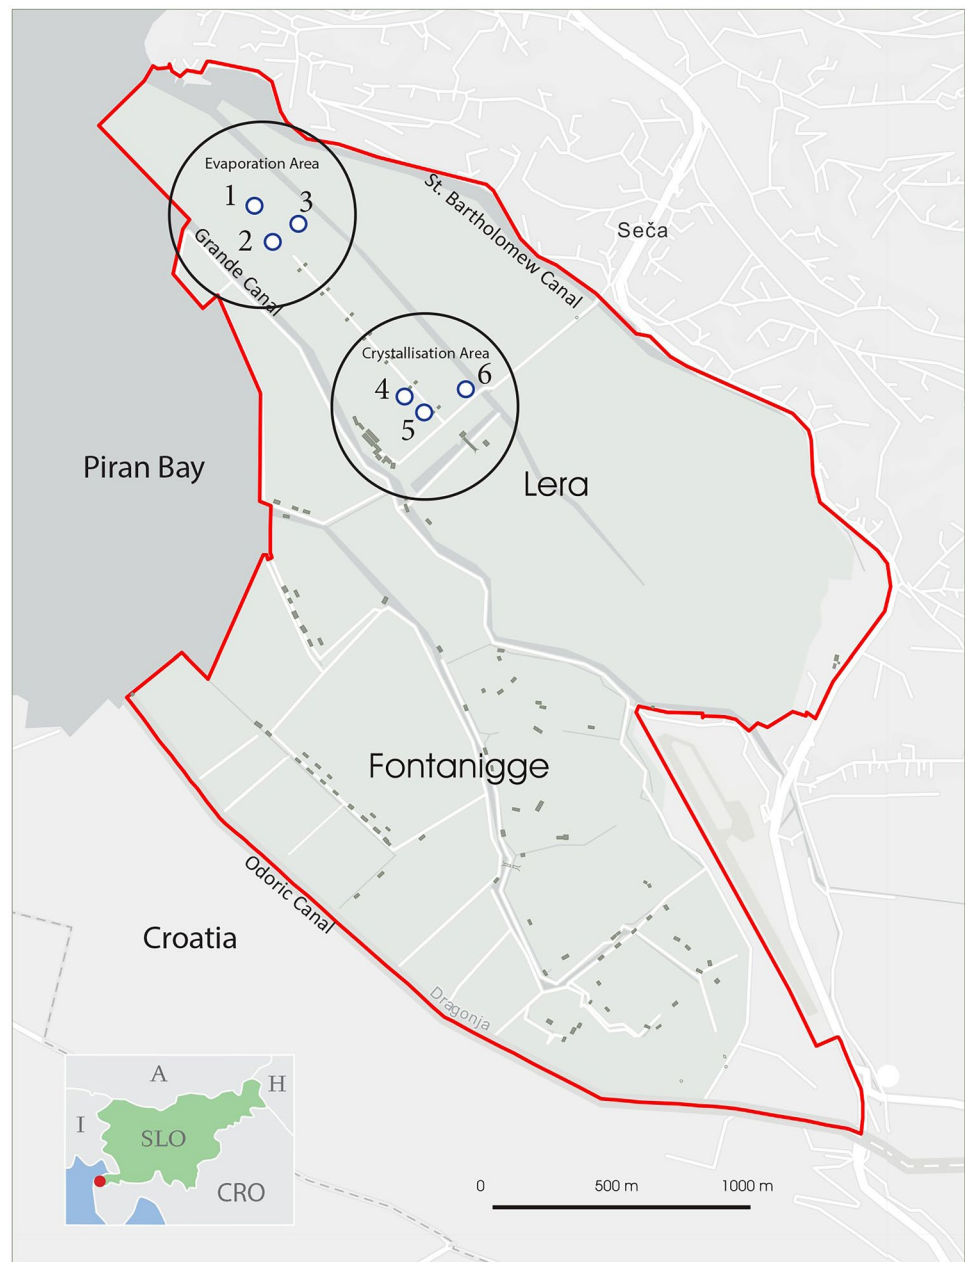 Evaporation Area
1
3
2
Grande Canal
St. Bartholomew Canal
Seča
Crystallisation Area
4
6
5
Piran Bay
Lera
Fontanigge
Odoric Canal
Croatia
Dragonja
A
H
I
SLO
CRO
0 500 m 1000 m